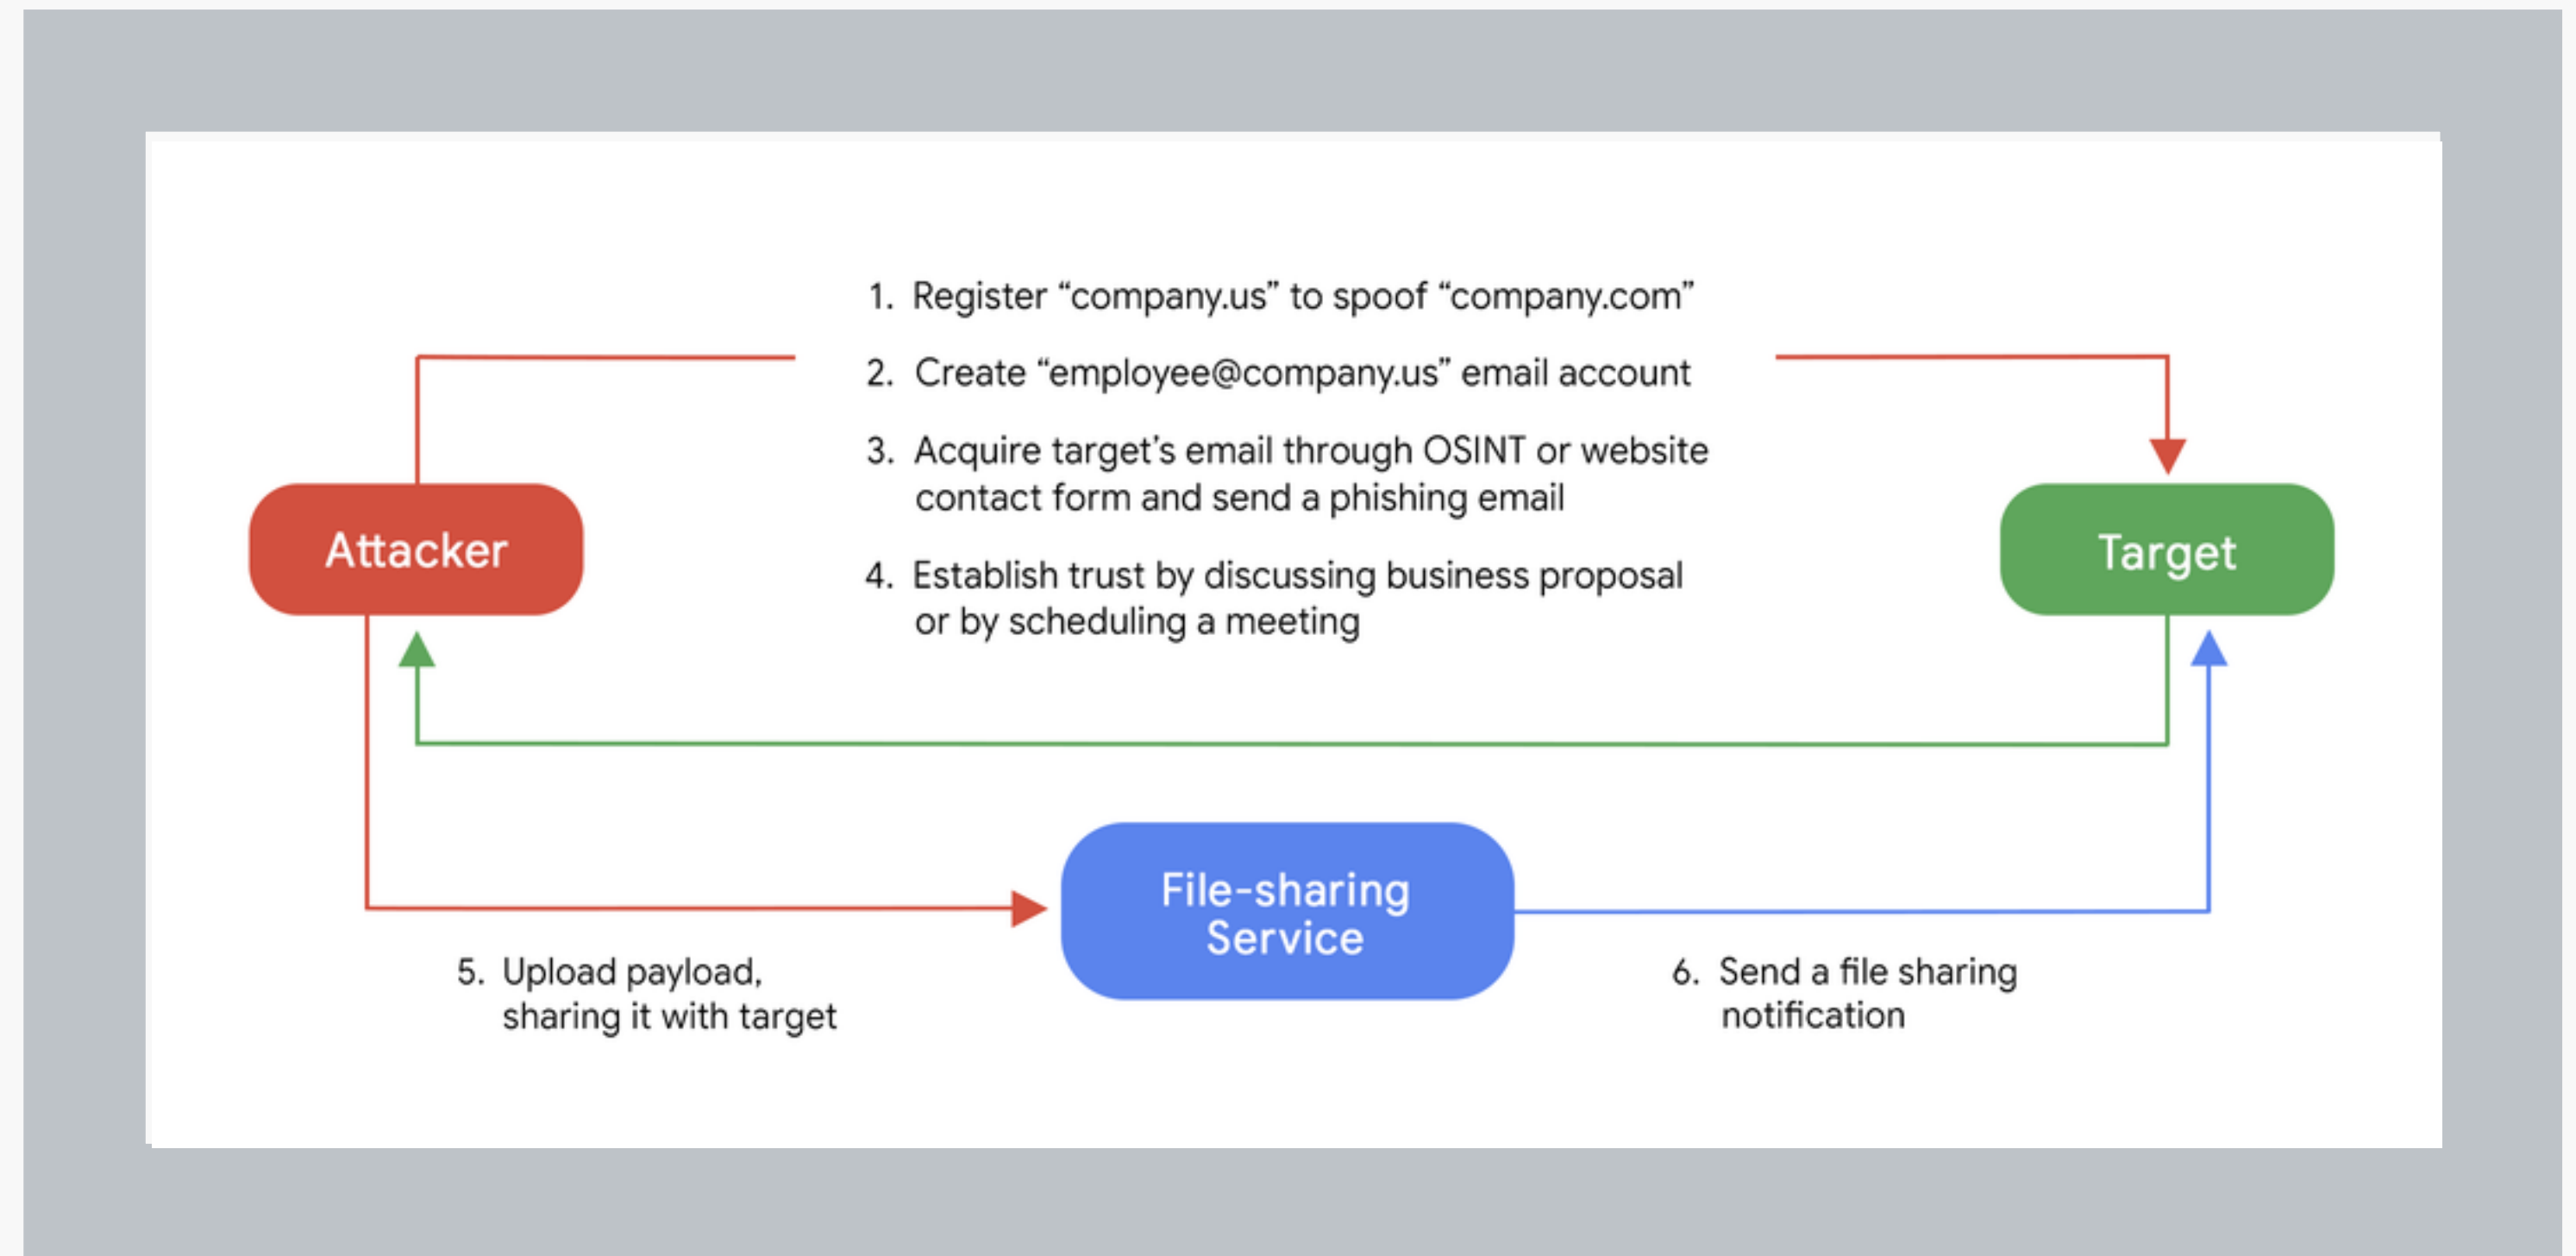 1. Register “company.us” to spoof “company.com”
2. Create “employee@company.us” email account
3. Acquire target’s email through OSINT or website
contact form and send a phishing email
4. Establish trust by discussing business proposal
or by scheduling a meeting
Attacker
Target
File-sharing
Service
5. Upload payload,
sharing it with target
6. Send a file sharing
notification